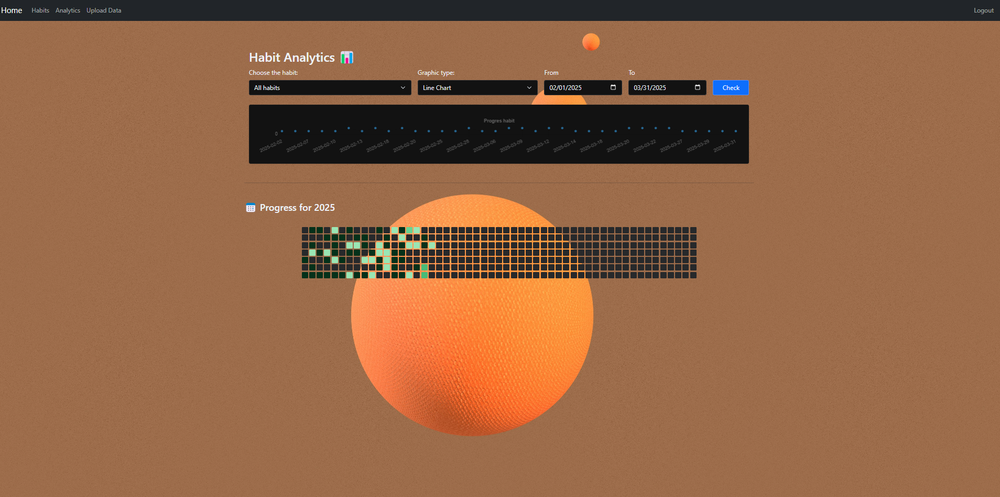 Home Habits Analytics Upload Data Logout
Habit Analytics
Choose the habit: Graphic type: From To
All habits Line Chart 02/01/2025 03/31/2025 Check
Progres habit
0
2025-02-02 2025-02-07 2025-02-10 2025-02-13 2025-02-18 2025-02-20 2025-02-25 2025-02-28 2025-03-06 2025-03-09 2025-03-12 2025-03-14 2025-03-18 2025-03-20 2025-03-22 2025-03-27 2025-03-29 2025-03-31
Progress for 2025